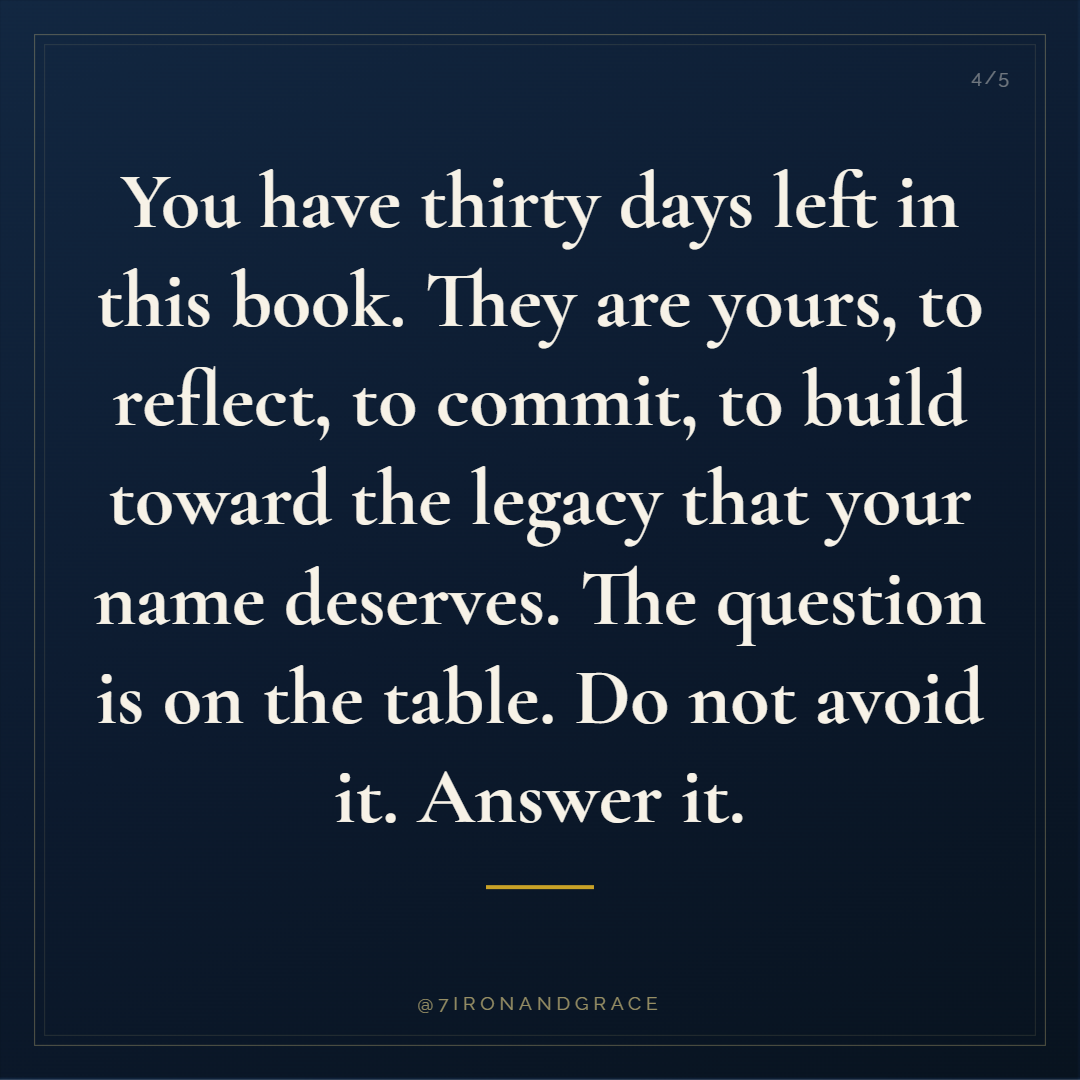 4/5
You have thirty days left in
this book. They are yours, to
reflect, to commit, to build
toward the legacy that your
name deserves. The question
is on the table. Do not avoid
it. Answer it.
@7IRONANDGRACE